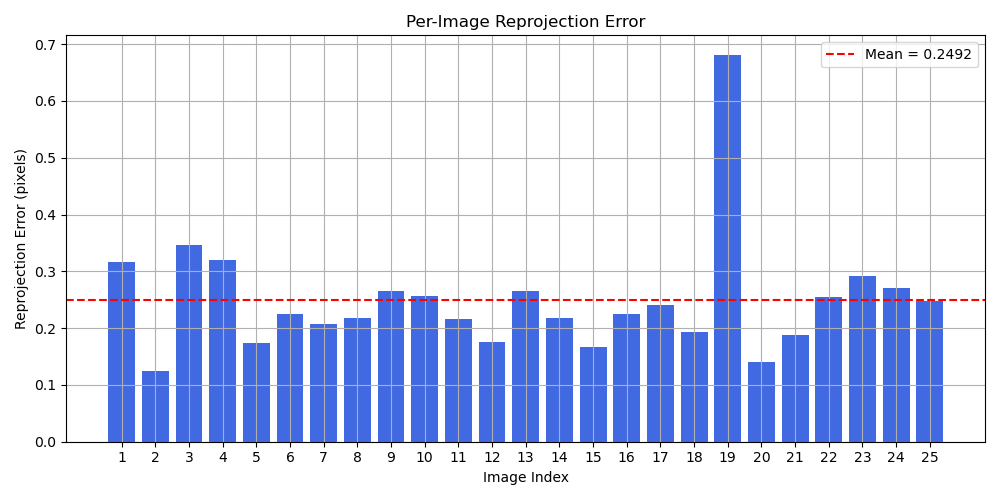 Per-Image Reprojection Error
Mean = 0.2492
Reprojection Error (pixels)
0.7
0.6
0.5
0.4
0.3
0.2
0.1
0.0
1 2 3 4 5 6 7 8 9 10 11 12 13 14 15 16 17 18 19 20 21 22 23 24 25
Image Index